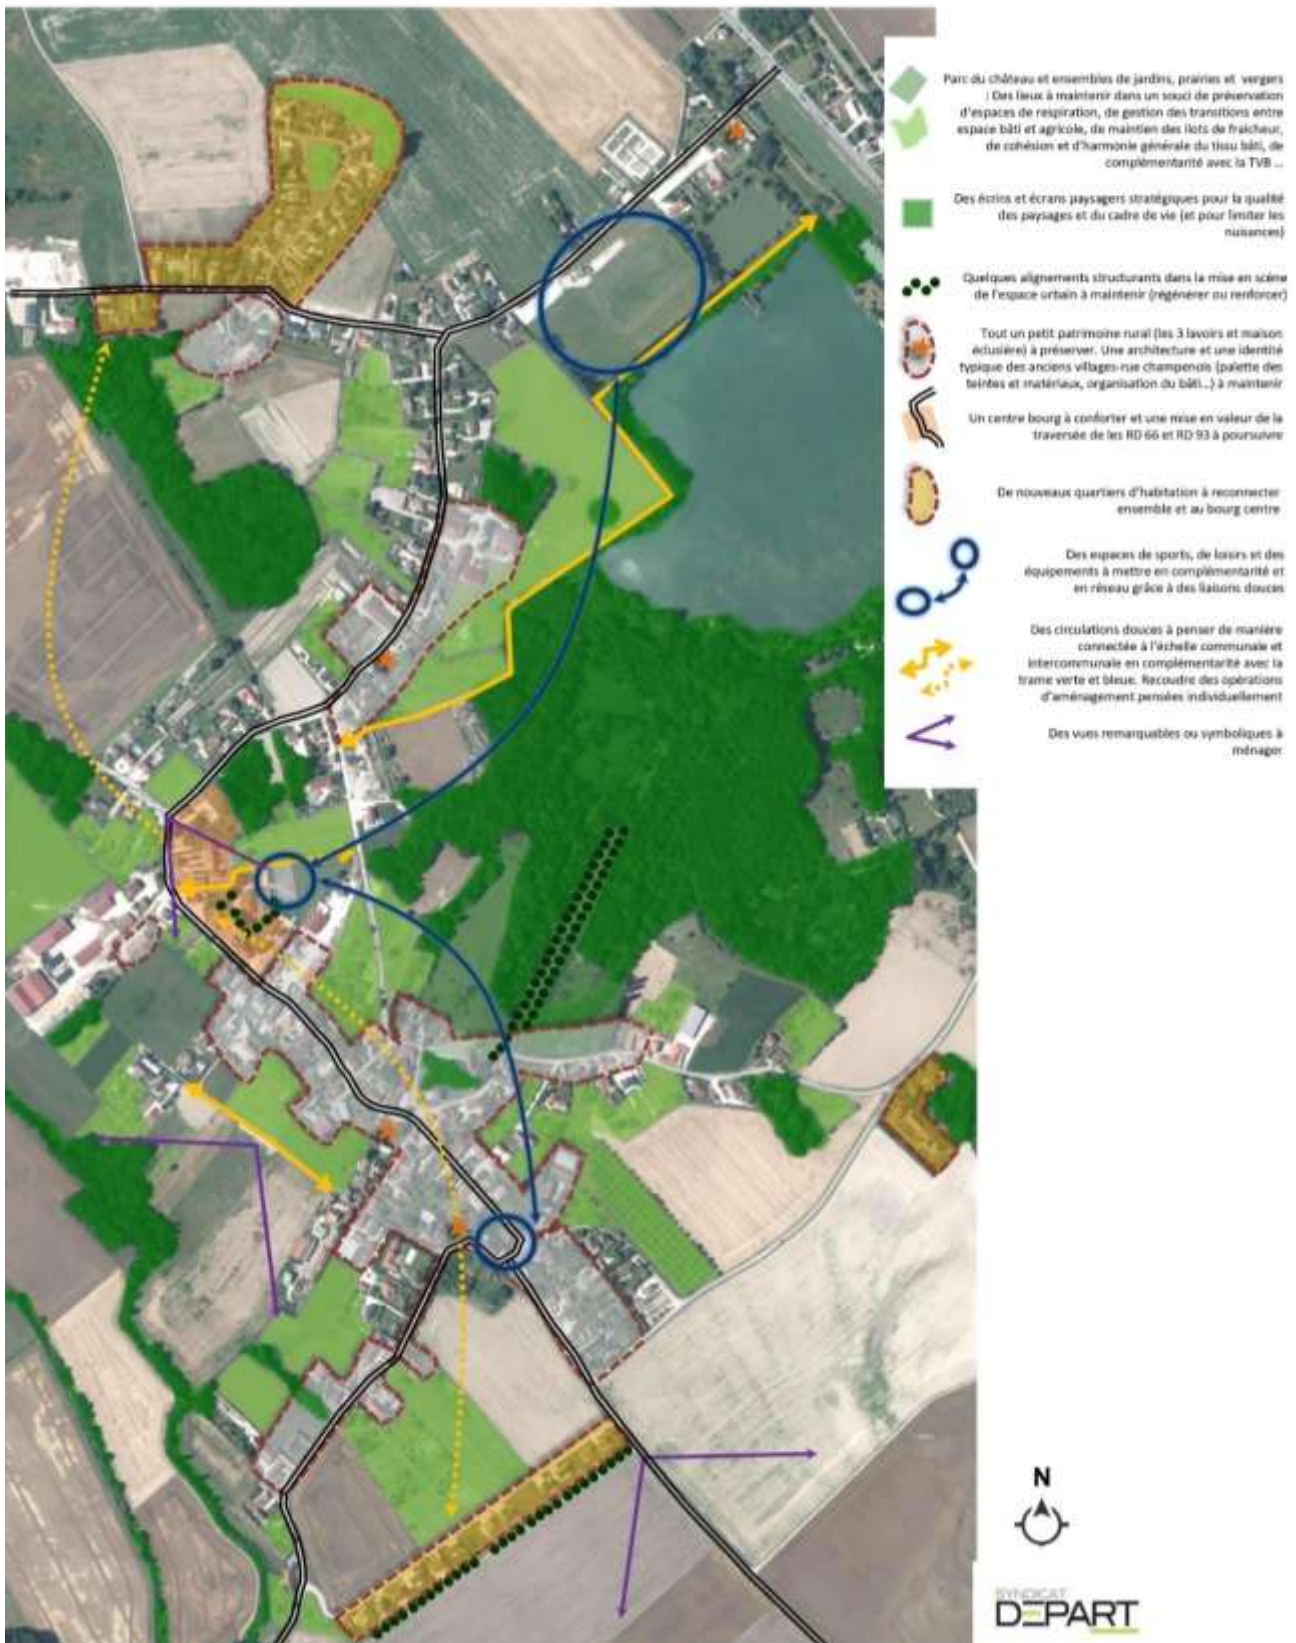 Parc du château et ensembles de jardins, prairies et vergers
: Des lieux à maintenir dans un souci de préservation
d'espaces de respiration, de gestion des transitions entre
espace bâti et agricole, de maintien des ilots de fraicheur,
de cohésion et d'harmonie générale du tissu bâti, de
complémentarité avec la TVB ...
Des écrins et écrans paysagers stratégiques pour la qualité
des paysages et du cadre de vie (et pour limiter les
nuisances)
Quelques alignements structurants dans la mise en scène
de l'espace urbain à maintenir (régénérer ou renforcer)
Tout un petit patrimoine rural (les 3 lavoirs et maison
éclusière) à préserver. Une architecture et une identité
typique des anciens villages-rue champenois (palette des
teintes et matériaux, organisation du bâti...) à maintenir
Un centre bourg à conforter et une mise en valeur de la
traversée de les RD 66 et RD 93 à poursuivre
De nouveaux quartiers d'habitation à reconnecter
ensemble et au bourg centre
Des espaces de sports, de loisirs et des
équipements à mettre en complémentarité et
en réseau grâce à des liaisons douces
Des circulations douces à penser de manière
connectée à l'échelle communale et
intercommunale en complémentarité avec la
trame verte et bleue. Recoudre des opérations
d'aménagement pensées individuellement
Des vues remarquables ou symboliques à
ménager
N
SYNDICAT
DEPART